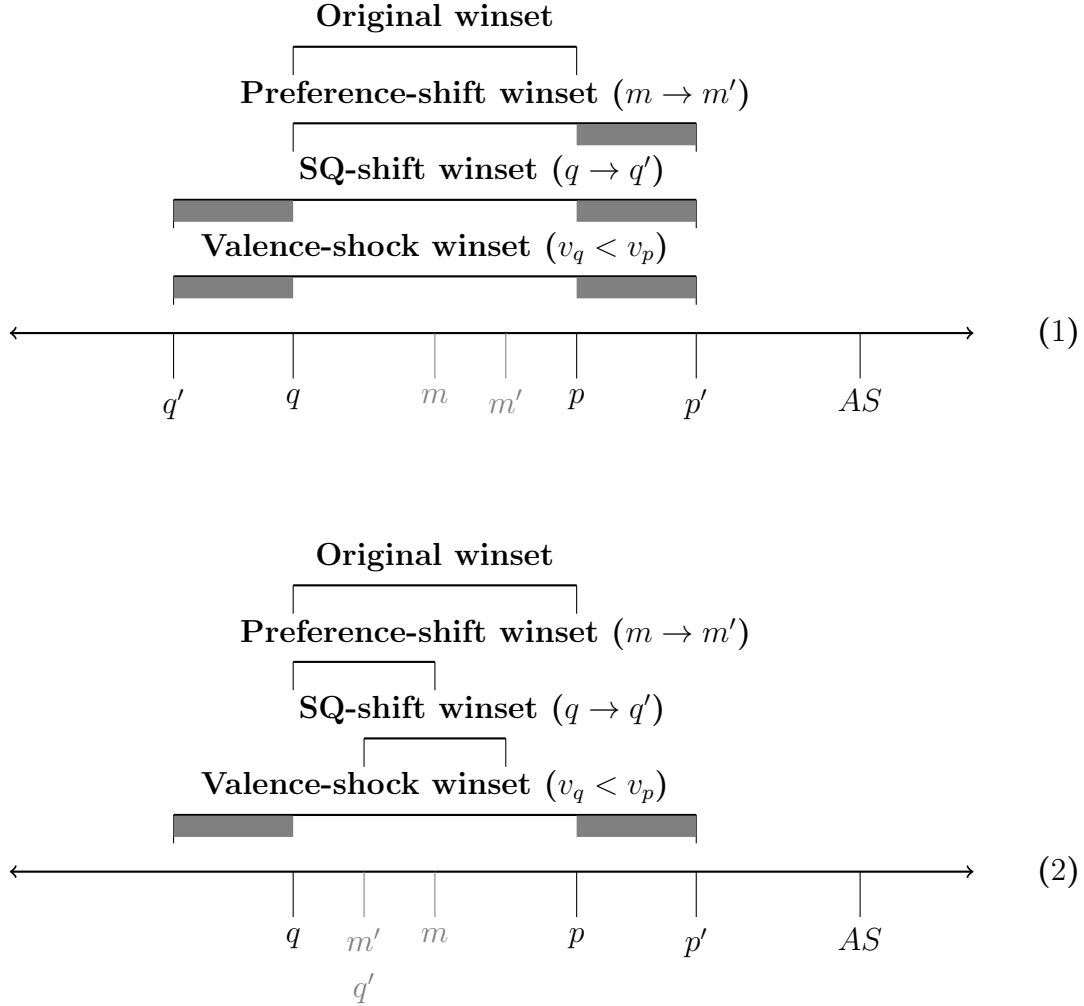 Original winset
Preference-shift winset (m → m′)
SQ-shift winset (q → q′)
Valence-shock winset (v_q < v_p)
(1)
q′ q m m′ p p′ AS
Original winset
Preference-shift winset (m → m′)
SQ-shift winset (q → q′)
Valence-shock winset (v_q < v_p)
(2)
q m′ m p p′ AS
q′